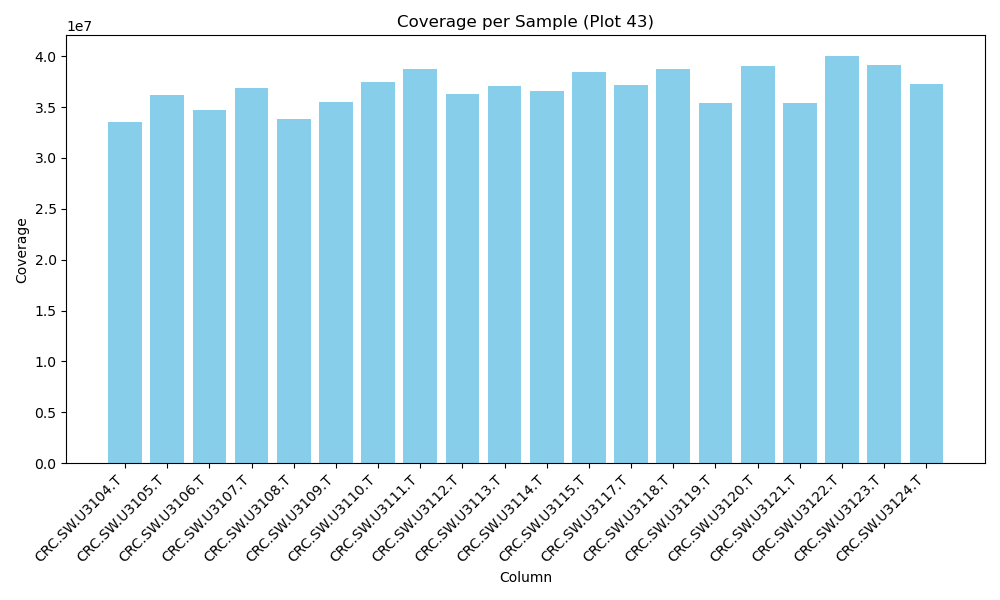 Coverage per Sample (Plot 43)
1e7
Coverage
4.0
3.5
3.0
2.5
2.0
1.5
1.0
0.5
0.0
CRC.SW.U3104.T
CRC.SW.U3105.T
CRC.SW.U3106.T
CRC.SW.U3107.T
CRC.SW.U3108.T
CRC.SW.U3109.T
CRC.SW.U3110.T
CRC.SW.U3111.T
CRC.SW.U3112.T
CRC.SW.U3113.T
CRC.SW.U3114.T
CRC.SW.U3115.T
CRC.SW.U3117.T
CRC.SW.U3118.T
CRC.SW.U3119.T
CRC.SW.U3120.T
CRC.SW.U3121.T
CRC.SW.U3122.T
CRC.SW.U3123.T
CRC.SW.U3124.T
Column